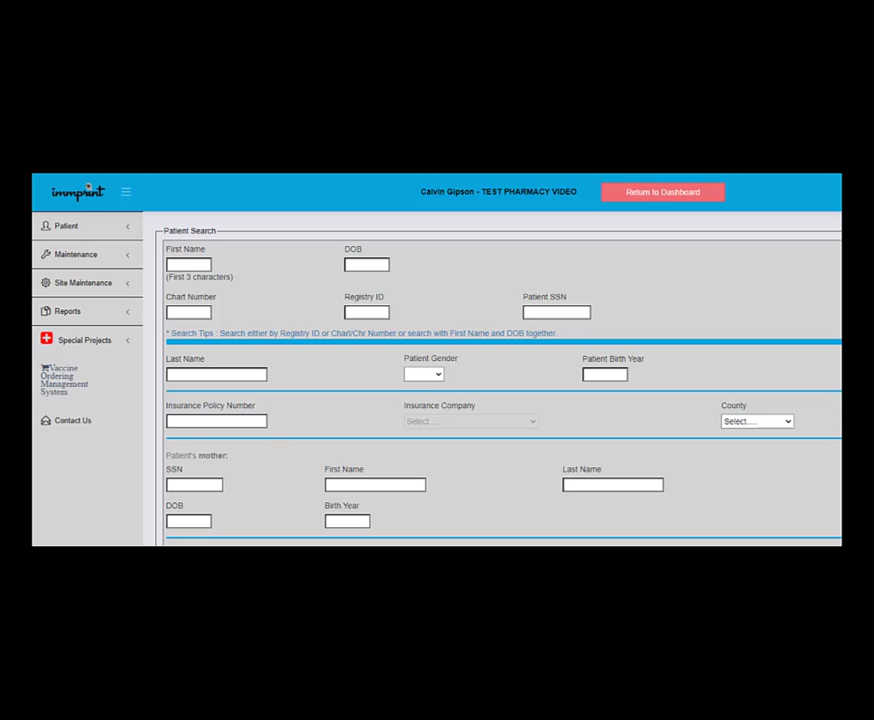 immprint
Calvin Gipson - TEST PHARMACY VIDEO
Return to Dashboard
Patient
Maintenance
Site Maintenance
Reports
Special Projects
Vaccine
Ordering
Management
System
Contact Us
Patient Search
First Name DOB
(First 3 characters)
Chart Number Registry ID Patient SSN
* Search Tips : Search either by Registry ID or Chart/Chr Number or search with First Name and DOB together.
Last Name Patient Gender Patient Birth Year
Insurance Policy Number Insurance Company County
Select..... Select.....
Patient's mother:
SSN First Name Last Name
DOB Birth Year